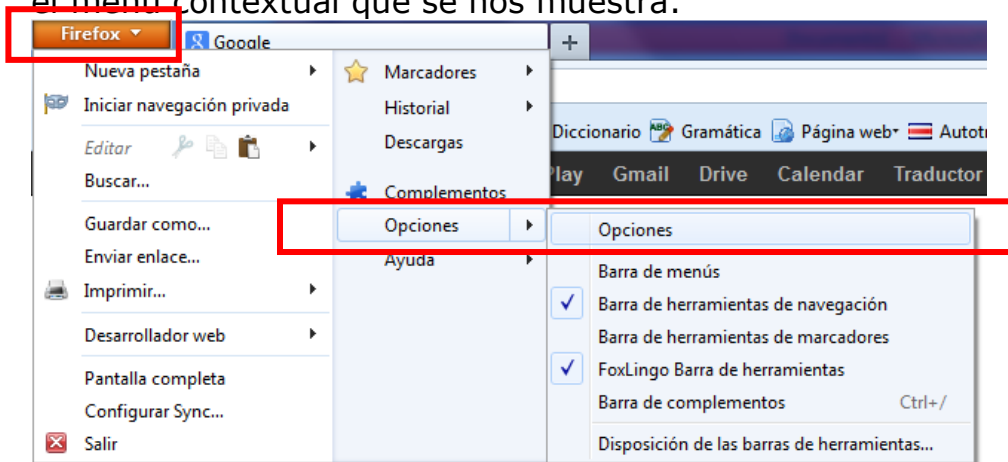 el menú contextual que se nos muestra.
Firefox
Google
Nueva pestaña
Iniciar navegación privada
Editar
Buscar...
Guardar como...
Enviar enlace...
Imprimir...
Desarrollador web
Pantalla completa
Configurar Sync...
Salir
Marcadores
Historial
Descargas
Complementos
Opciones
Ayuda
Diccionario Gramática Página web Autotr
Play Gmail Drive Calendar Traductor
Opciones
Barra de menús
Barra de herramientas de navegación
Barra de herramientas de marcadores
FoxLingo Barra de herramientas
Barra de complementos Ctrl+/
Disposición de las barras de herramientas...